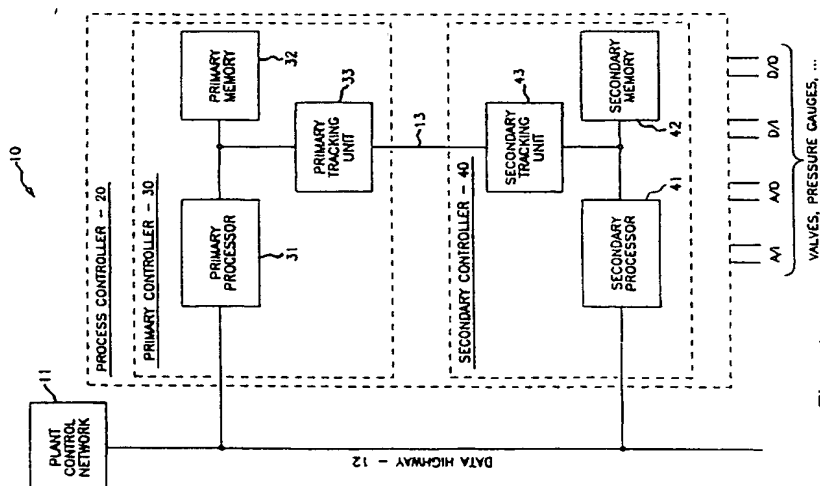 10
11
PLANT
CONTROL
NETWORK
DATA HIGHWAY - 12
PROCESS CONTROLLER - 20
PRIMARY CONTROLLER - 30
PRIMARY
PROCESSOR
31
PRIMARY
MEMORY
32
PRIMARY
TRACKING
UNIT
33
13
SECONDARY CONTROLLER - 40
SECONDARY
TRACKING
UNIT
43
SECONDARY
PROCESSOR
41
SECONDARY
MEMORY
42
A/I
A/O
D/I
D/O
VALVES, PRESSURE GAUGES, ...